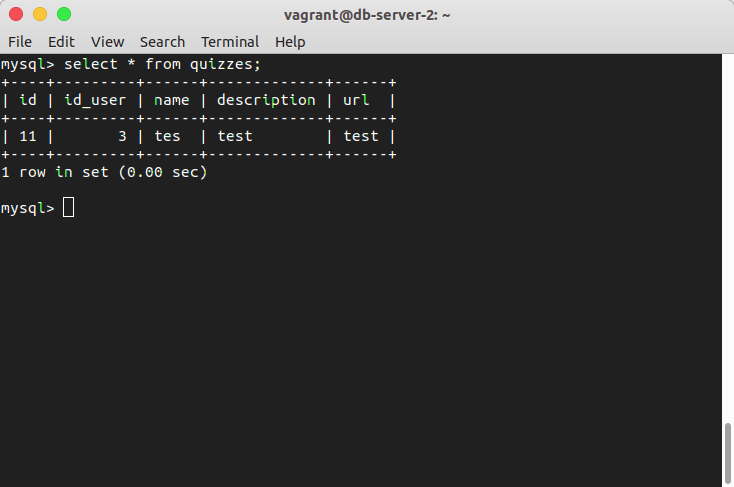 vagrant@db-server-2: ~
File Edit View Search Terminal Help
mysql> select * from quizzes;
+----+---------+------+-------------+------+
| id | id_user | name | description | url  |
+----+---------+------+-------------+------+
| 11 |       3 | tes  | test        | test |
+----+---------+------+-------------+------+
1 row in set (0.00 sec)
mysql>